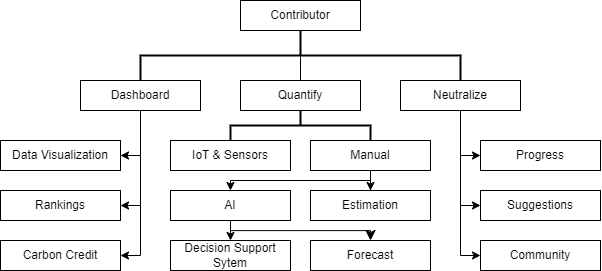 Contributor
Dashboard
Quantify
Neutralize
Data Visualization
IoT & Sensors
Manual
Progress
Rankings
AI
Estimation
Suggestions
Carbon Credit
Decision Support
Sytem
Forecast
Community